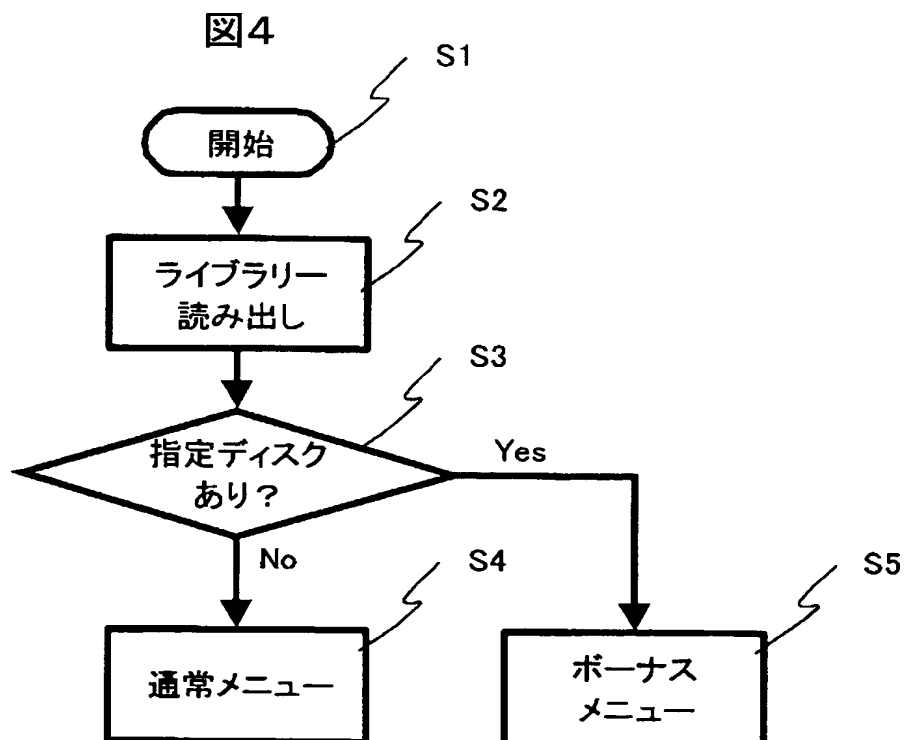 図4
S1
開始
S2
ライブラリー
読み出し
S3
指定ディスク
あり?
Yes
No
S4
S5
通常メニュー
ボーナス
メニュー